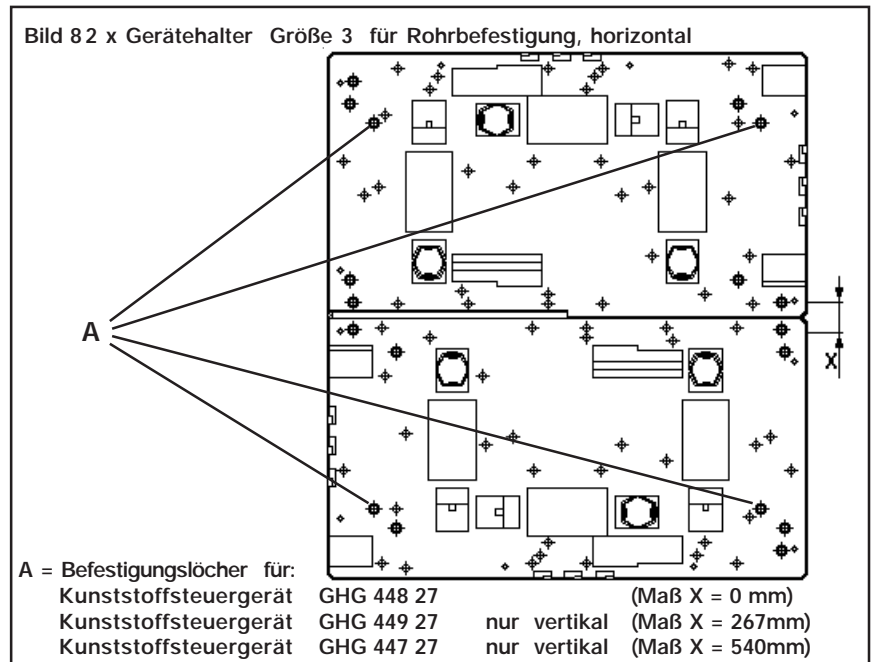 Bild 8 2 x Gerätehalter Größe 3 für Rohrbefestigung, horizontal
A
X
A = Befestigungslöcher für:
Kunststoffsteuergerät GHG 448 27 (Maß X = 0 mm)
Kunststoffsteuergerät GHG 449 27 nur vertikal (Maß X = 267mm)
Kunststoffsteuergerät GHG 447 27 nur vertikal (Maß X = 540mm)